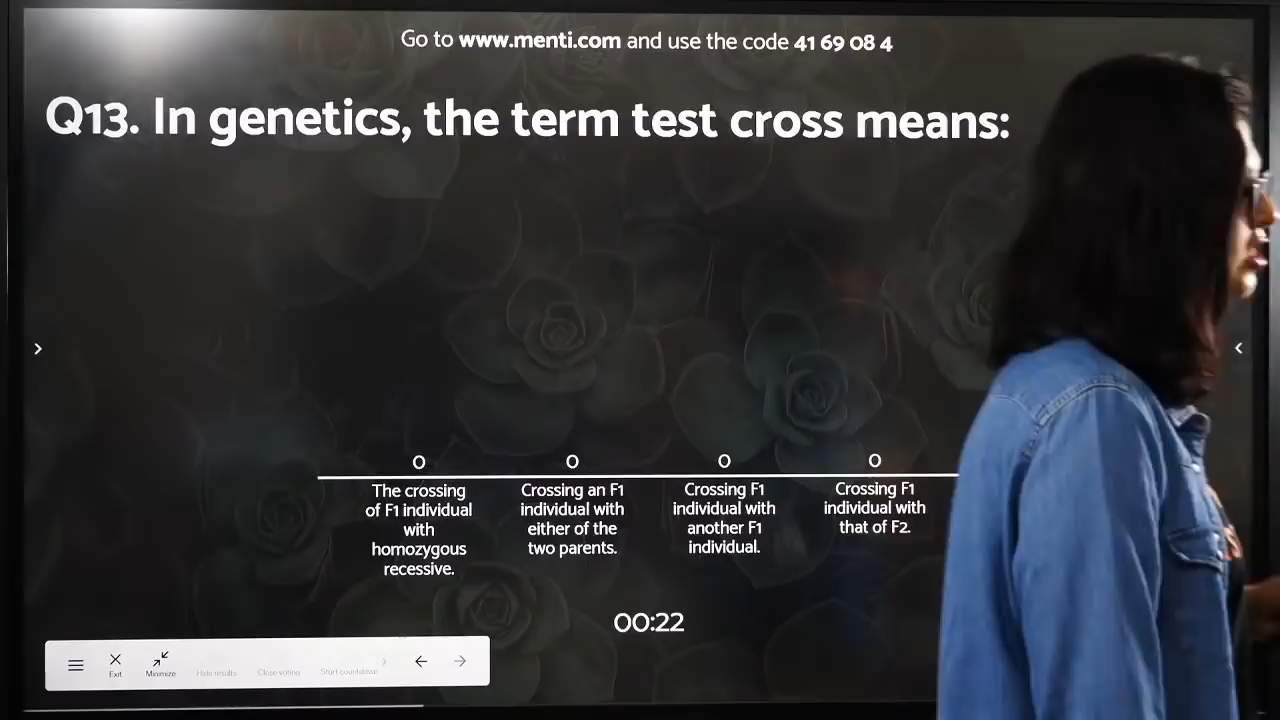 Go to www.menti.com and use the code 41 69 08 4
Q13. In genetics, the term test cross means:
0
0
0
0
The crossing
of F1 individual
with
homozygous
recessive.
Crossing an F1
individual with
either of the
two parents.
Crossing F1
individual with
another F1
individual.
Crossing F1
individual with
that of F2.
00:22
Exit
Minimize
Hide results
Close voting
Start countdown